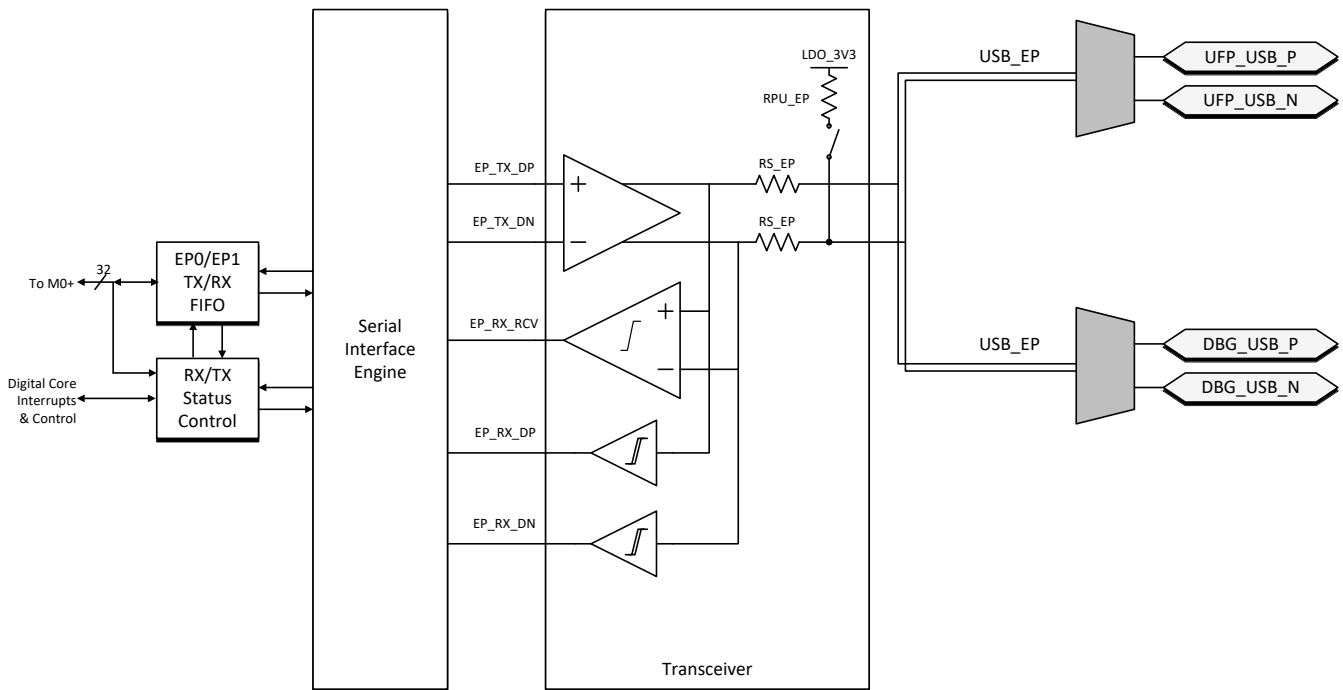 LDO_3V3
RPU_EP
USB_EP
UFP_USB_P
UFP_USB_N
EP_TX_DP
+
RS_EP
EP_TX_DN
−
RS_EP
To M0+
32
EP0/EP1
TX/RX
FIFO
Serial
Interface
Engine
EP_RX_RCV
+
−
USB_EP
DBG_USB_P
DBG_USB_N
Digital Core
Interrupts
& Control
RX/TX
Status
Control
EP_RX_DP
EP_RX_DN
Transceiver